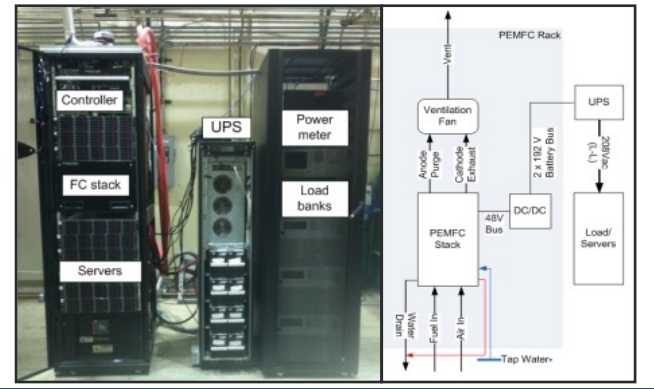 Controller
FC stack
Servers
UPS
Power
meter
Load
banks
PEMFC Rack
Vent
Ventilation
Fan
Anode
Purge
Cathode
Exhaust
PEMFC
Stack
48V
Bus
DC/DC
2 x 192 V
Battery Bus
UPS
208Vac
(L-L)
Load/
Servers
Water
Drain
Fuel In
Air In
Tap Water